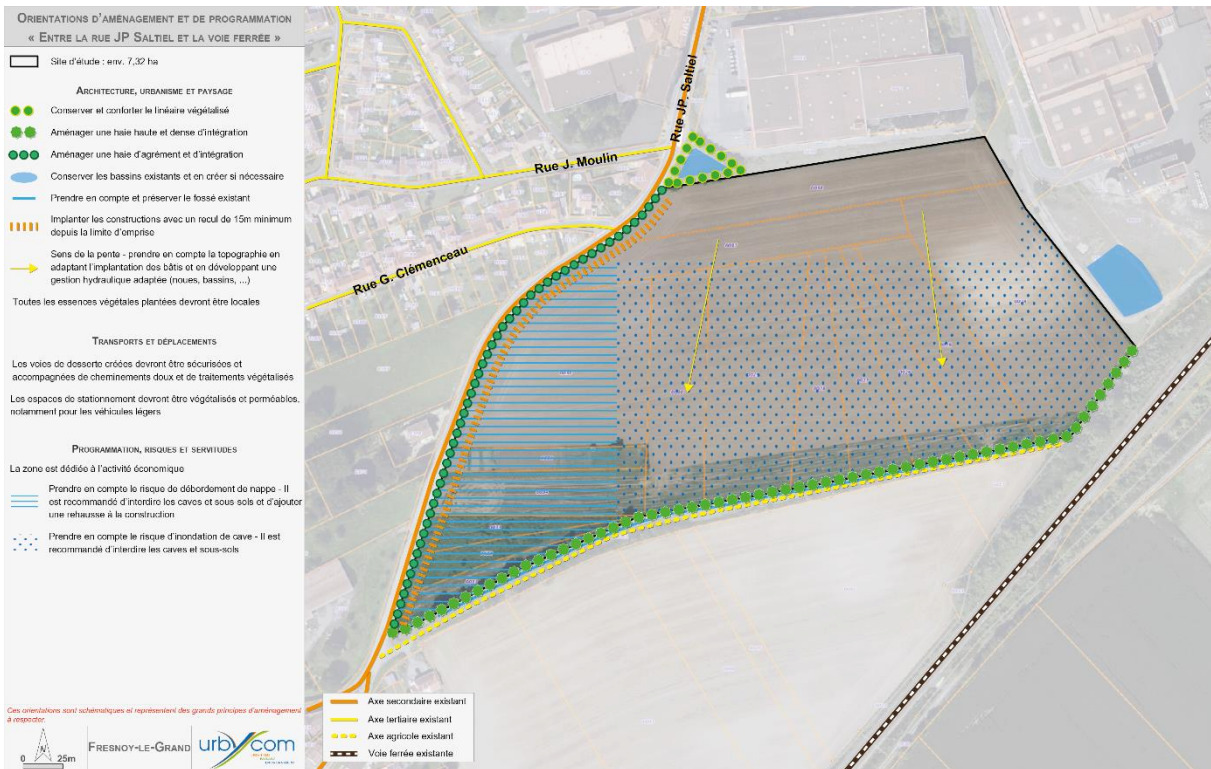 ORIENTATIONS D'AMÉNAGEMENT ET DE PROGRAMMATION
« ENTRE LA RUE JP SALTIEL ET LA VOIE FERRÉE »
Site d'étude : env. 7,32 ha
ARCHITECTURE, URBANISME ET PAYSAGE
Conserver et conforter le linéaire végétalisé
Aménager une haie haute et dense d'intégration
Aménager une haie d'agrément et d'intégration
Conserver les bassins existants et en créer si nécessaire
Prendre en compte et préserver le fossé existant
Implanter les constructions avec un recul de 15m minimum
depuis la limite d'emprise
Sens de la pente - prendre en compte la topographie en
adaptant l'implantation des bâtis et en développant une
gestion hydraulique adaptée (noues, bassins, ...)
Toutes les essences végétales plantées devront être locales
TRANSPORTS ET DÉPLACEMENTS
Les voies de desserte créées devront être sécurisées et
accompagnées de cheminements doux et de traitements végétalisés
Les espaces de stationnement devront être végétalisés et perméables,
notamment pour les véhicules légers
PROGRAMMATION, RISQUES ET SERVITUDES
La zone est dédiée à l'activité économique
Prendre en compte le risque de débordement de nappe - Il
est recommandé d'interdire les caves et sous sols et d'ajouter
une rehausse à la construction
Prendre en compte le risque d'inondation de cave - Il est
recommandé d'interdire les caves et sous-sols
Ces orientations sont schématiques et représentent des grands principes d'aménagement
à respecter.
0 25m
FRESNOY-LE-GRAND
urbycom
Rue JP. Saltiel
Rue J. Moulin
Rue G. Clémenceau
Axe secondaire existant
Axe tertiaire existant
Axe agricole existant
Voie ferrée existante